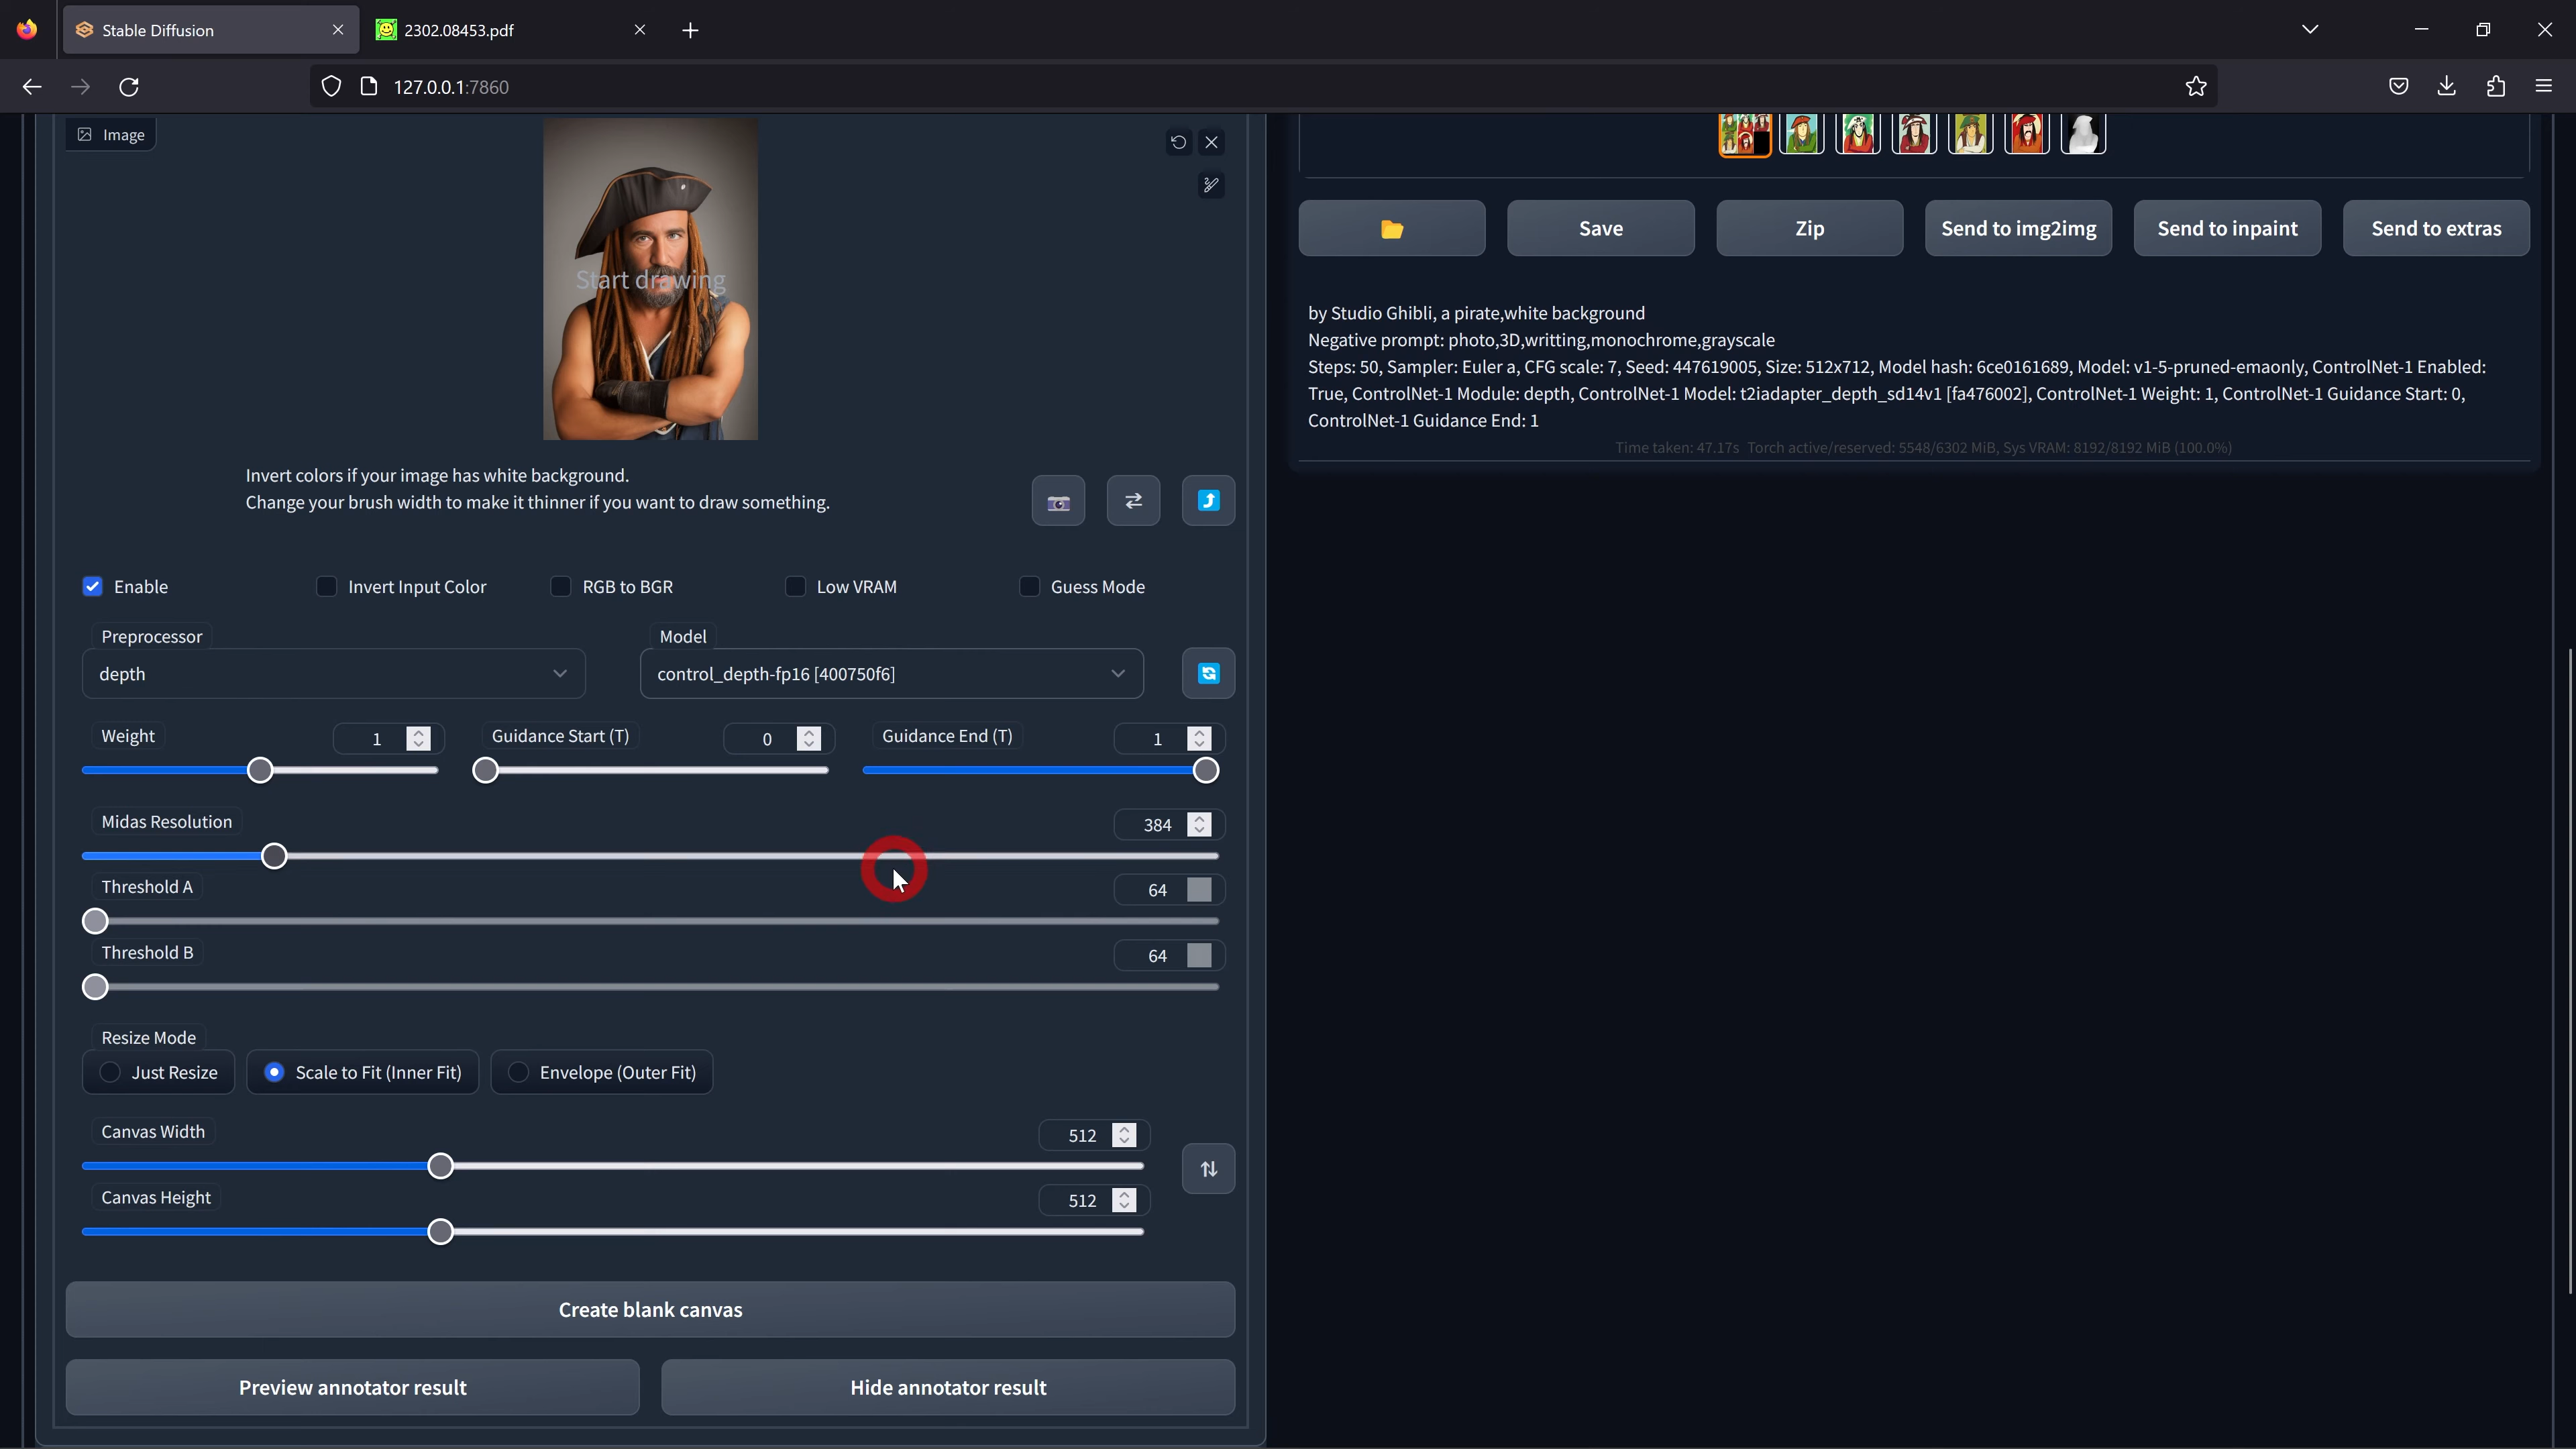 Stable Diffusion
2302.08453.pdf
127.0.0.1:7860
Image
Start drawing
Invert colors if your image has white background.
Change your brush width to make it thinner if you want to draw something.
Enable
Invert Input Color
RGB to BGR
Low VRAM
Guess Mode
Preprocessor
Model
depth
control_depth-fp16 [400750f6]
Weight
1
Guidance Start (T)
0
Guidance End (T)
1
Midas Resolution
384
Threshold A
64
Threshold B
64
Resize Mode
Just Resize
Scale to Fit (Inner Fit)
Envelope (Outer Fit)
Canvas Width
512
Canvas Height
512
Create blank canvas
Preview annotator result
Hide annotator result
Save
Zip
Send to img2img
Send to inpaint
Send to extras
by Studio Ghibli, a pirate,white background
Negative prompt: photo,3D,writting,monochrome,grayscale
Steps: 50, Sampler: Euler a, CFG scale: 7, Seed: 447619005, Size: 512x712, Model hash: 6ce0161689, Model: v1-5-pruned-emaonly, ControlNet-1 Enabled:
True, ControlNet-1 Module: depth, ControlNet-1 Model: t2iadapter_depth_sd14v1 [fa476002], ControlNet-1 Weight: 1, ControlNet-1 Guidance Start: 0,
ControlNet-1 Guidance End: 1
Time taken: 47.17s Torch active/reserved: 5548/6302 MiB, Sys VRAM: 8192/8192 MiB (100.0%)